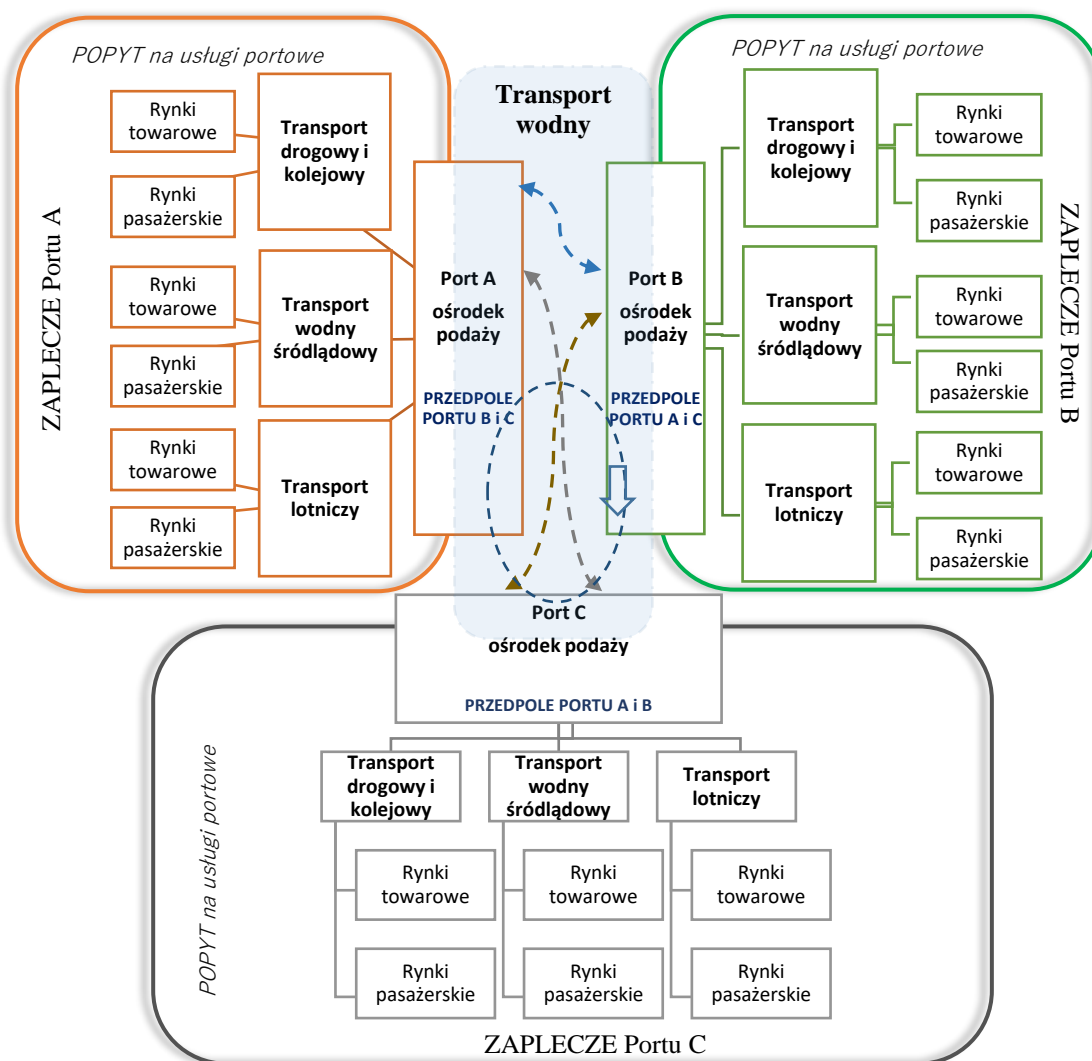 POPYT na usługi portowe
ZAPLECZE Portu A
Rynki
towarowe
Rynki
pasażerskie
Transport
drogowy i
kolejowy
Rynki
towarowe
Rynki
pasażerskie
Transport
wodny
śródlądowy
Rynki
towarowe
Rynki
pasażerskie
Transport
lotniczy
Port A
ośrodek
podaży
PRZEDPOLE
PORTU B i C
Transport
wodny
Port B
ośrodek
podaży
PRZEDPOLE
PORTU A i C
POPYT na usługi portowe
Transport
drogowy i
kolejowy
Rynki
towarowe
Rynki
pasażerskie
Transport
wodny
śródlądowy
Rynki
towarowe
Rynki
pasażerskie
Transport
lotniczy
Rynki
towarowe
Rynki
pasażerskie
ZAPLECZE Portu B
Port C
ośrodek podaży
PRZEDPOLE PORTU A i B
POPYT na usługi portowe
Transport
drogowy i
kolejowy
Transport
wodny
śródlądowy
Transport
lotniczy
Rynki
towarowe
Rynki
towarowe
Rynki
towarowe
Rynki
pasażerskie
Rynki
pasażerskie
Rynki
pasażerskie
ZAPLECZE Portu C